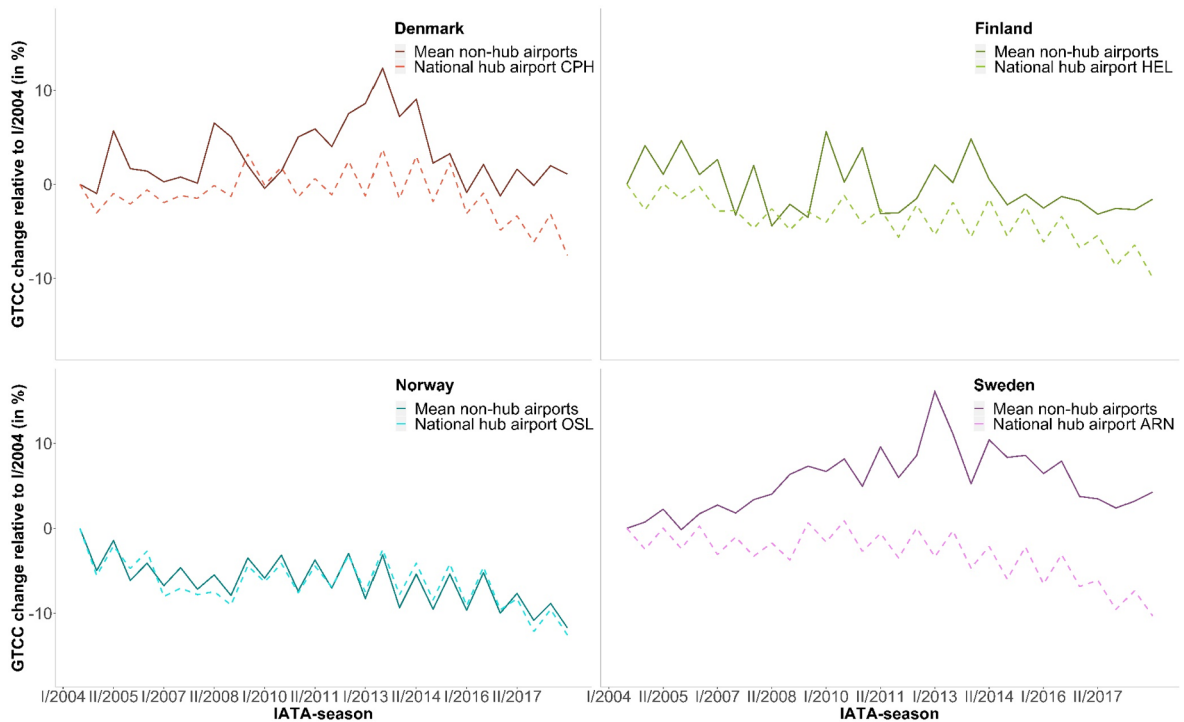 Denmark
Mean non-hub airports
National hub airport CPH
Finland
Mean non-hub airports
National hub airport HEL
GTCC change relative to I/2004 (in %)
10
0
-10
Norway
Mean non-hub airports
National hub airport OSL
Sweden
Mean non-hub airports
National hub airport ARN
GTCC change relative to I/2004 (in %)
10
0
-10
I/2004 II/2005 I/2007 II/2008 I/2010 II/2011 I/2013 II/2014 I/2016 II/2017
I/2004 II/2005 I/2007 II/2008 I/2010 II/2011 I/2013 II/2014 I/2016 II/2017
IATA-season
IATA-season